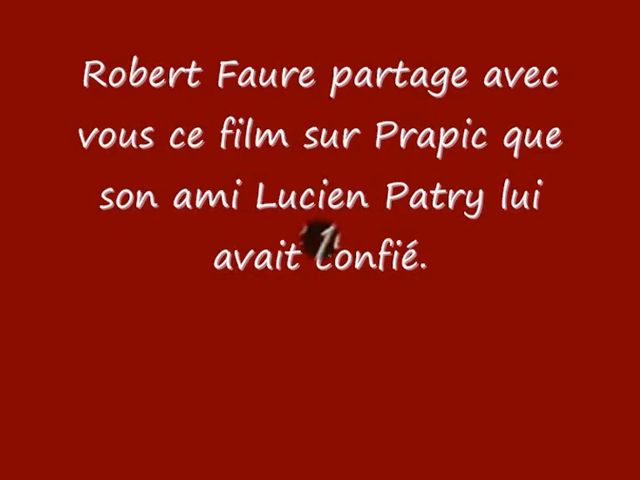 Robert Faure partage avec
vous ce film sur Prapic que
son ami Lucien Patry lui
avait confié.